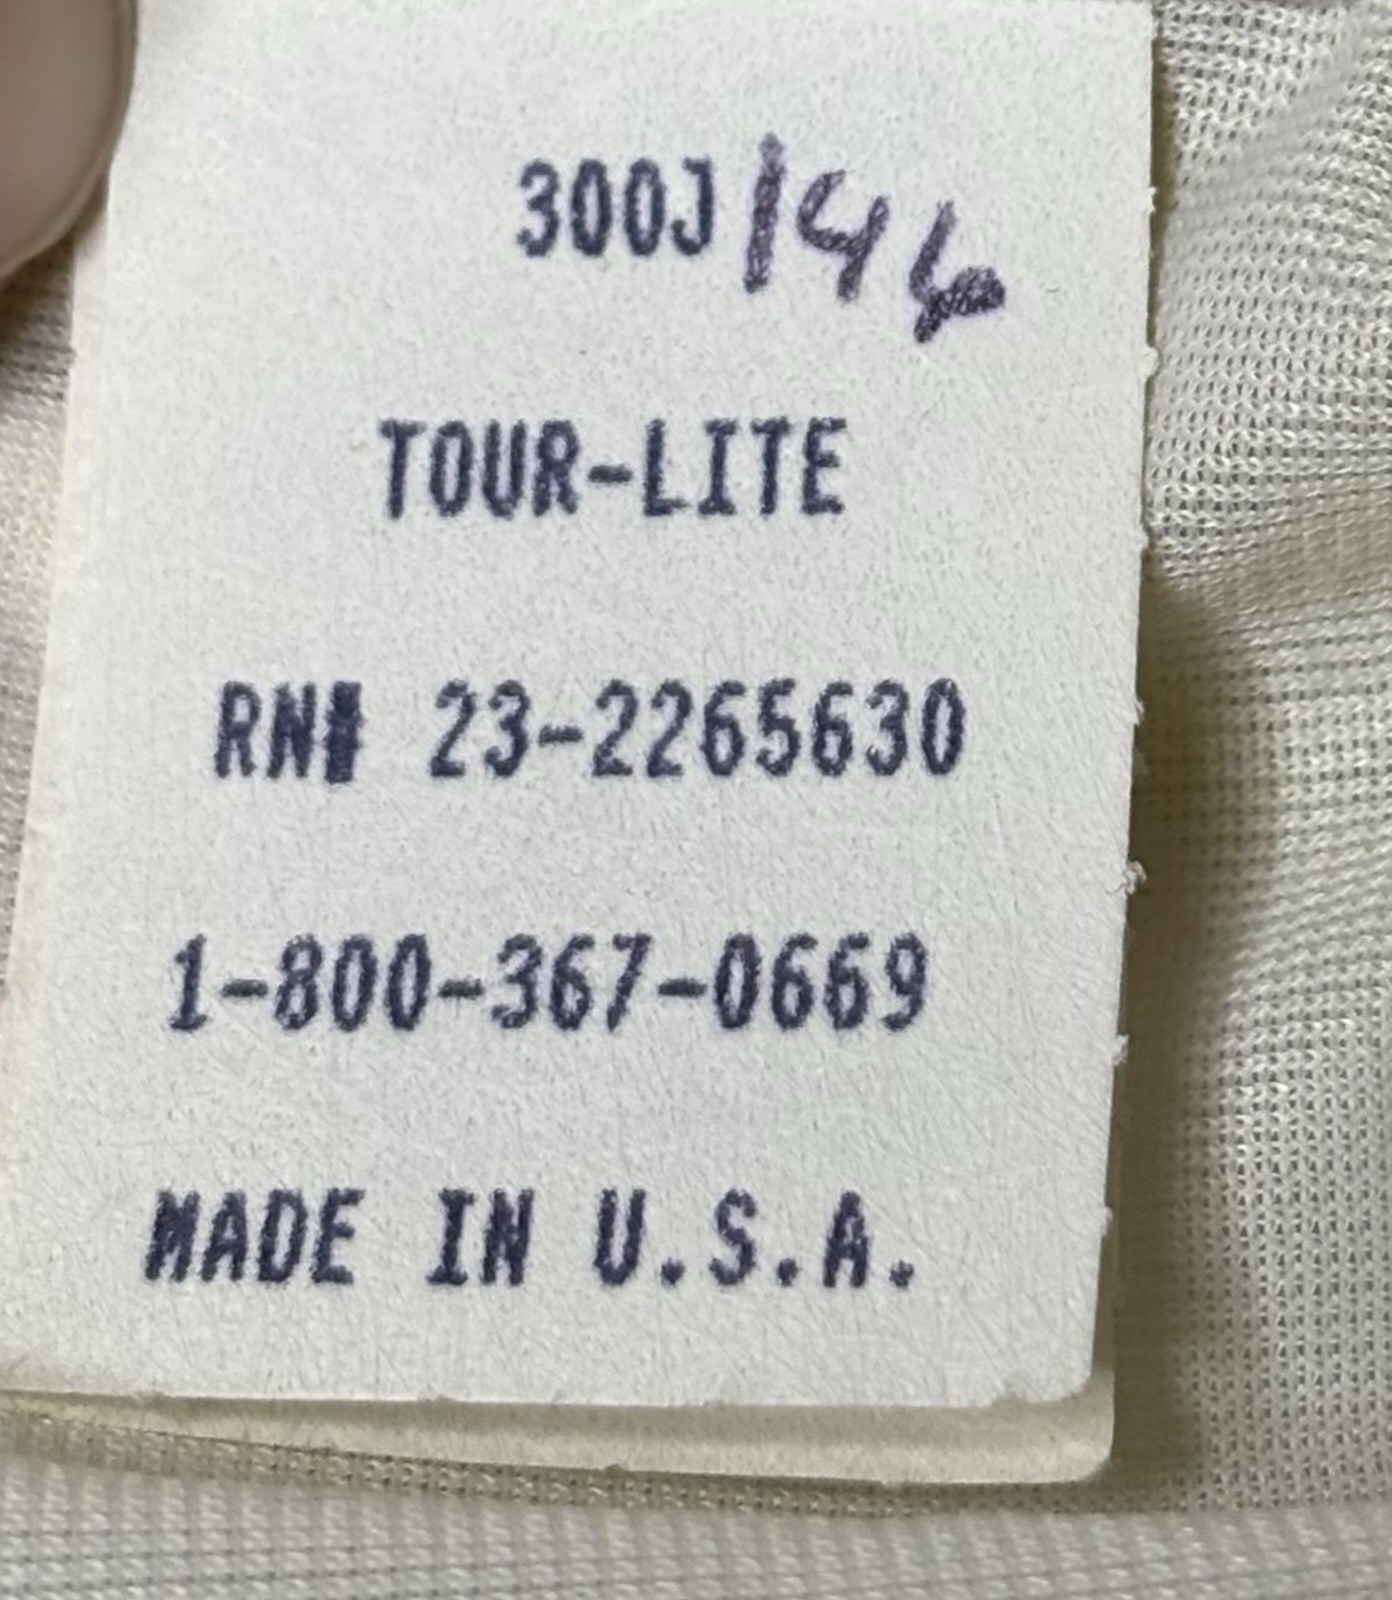 300J 146
TOUR-LITE
RN# 23-2265630
1-800-367-0669
MADE IN U.S.A.